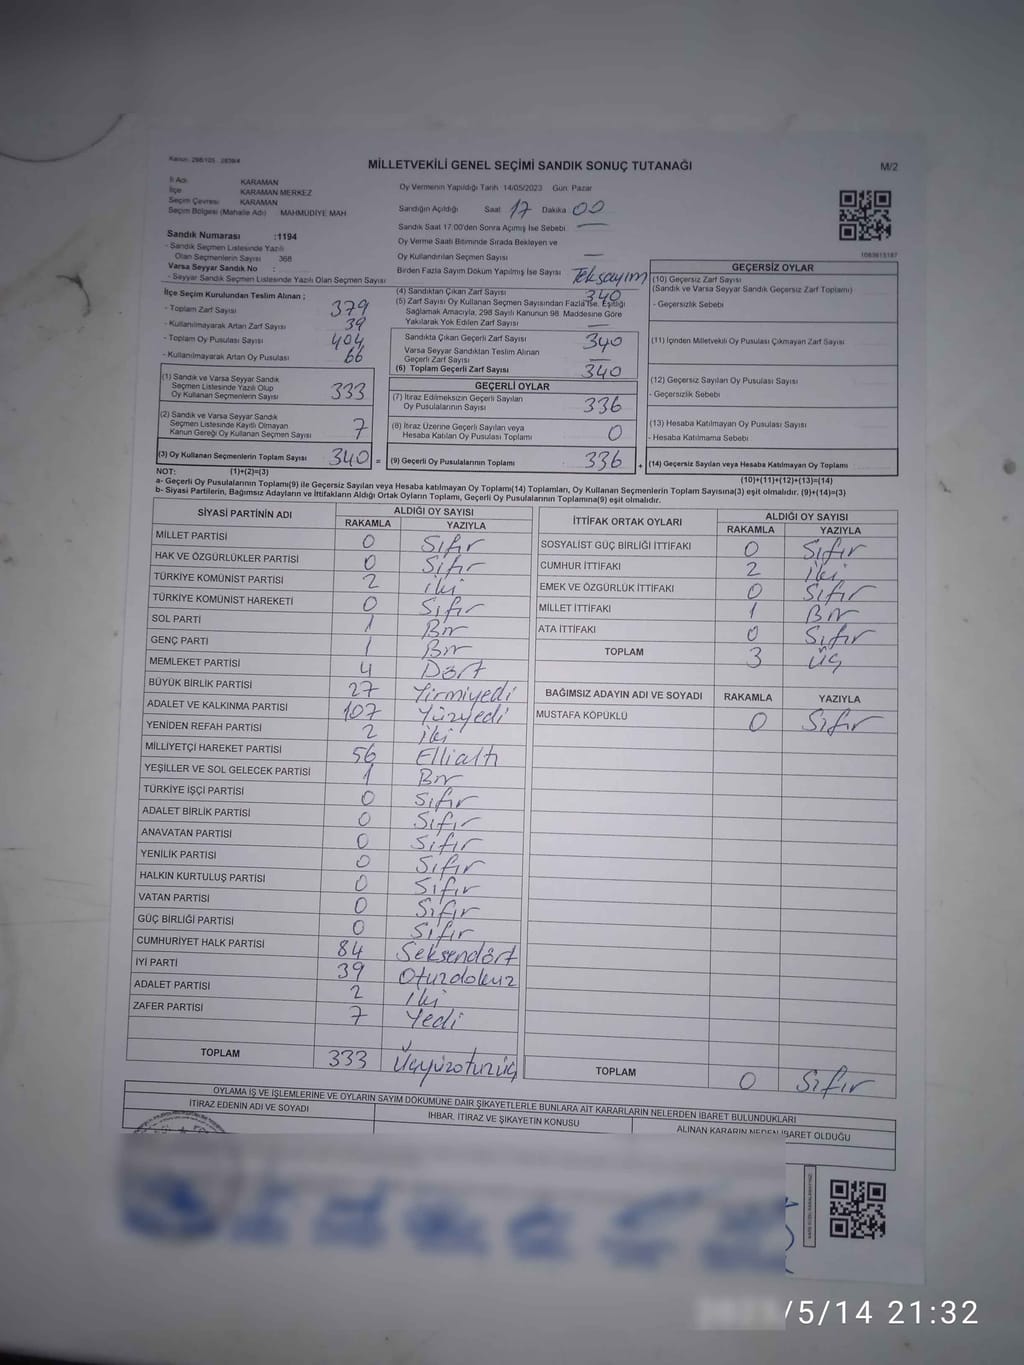 Kanun: 298/105 2839/4
MİLLETVEKİLİ GENEL SEÇİMİ SANDIK SONUÇ TUTANAĞI
M/2
İl Adı KARAMAN
İlçe KARAMAN MERKEZ
Seçim Çevresi KARAMAN
Seçim Bölgesi (Mahalle Adı) MAHMUDİYE MAH
Sandık Numarası :1194
- Sandık Seçmen Listesinde Yazılı
Olan Seçmenlerin Sayısı 368
Varsa Seyyar Sandık No :
- Seyyar Sandık Seçmen Listesinde Yazılı Olan Seçmen Sayısı
Oy Vermenin Yapıldığı Tarih 14/05/2023 Gün: Pazar
Sandığın Açıldığı Saat 17 Dakika 00
Sandık Saat 17.00'den Sonra Açımış İse Sebebi —
Oy Verme Saati Bitiminde Sırada Bekleyen ve
Oy Kullandırılan Seçmen Sayısı —
Birden Fazla Sayım Döküm Yapılmış İse Sayısı Teksayım
1083615187
İlçe Seçim Kurulundan Teslim Alınan ;
- Toplam Zarf Sayısı 379
- Kullanılmayarak Artan Zarf Sayısı 39
- Toplam Oy Pusulası Sayısı 404
- Kullanılmayarak Artan Oy Pusulası 66
(4) Sandıktan Çıkan Zarf Sayısı 340
(5) Zarf Sayısı Oy Kullanan Seçmen Sayısından Fazla İse, Eşitliği
Sağlamak Amacıyla, 298 Sayılı Kanunun 98. Maddesine Göre
Yakılarak Yok Edilen Zarf Sayısı —
Sandıkta Çıkan Geçerli Zarf Sayısı 340
Varsa Seyyar Sandıktan Teslim Alınan
Geçerli Zarf Sayısı —
(6) Toplam Geçerli Zarf Sayısı 340
GEÇERSİZ OYLAR
(10) Geçersiz Zarf Sayısı
(Sandık ve Varsa Seyyar Sandık Geçersiz Zarf Toplamı)
- Geçersizlik Sebebi
(11) İçinden Milletvekili Oy Pusulası Çıkmayan Zarf Sayısı
(12) Geçersiz Sayılan Oy Pusulası Sayısı
- Geçersizlik Sebebi
(13) Hesaba Katılmayan Oy Pusulası Sayısı
- Hesaba Katılmama Sebebi
(1) Sandık ve Varsa Seyyar Sandık
Seçmen Listesinde Yazılı Olup
Oy Kullanan Seçmenlerin Sayısı 333
(2) Sandık ve Varsa Seyyar Sandık
Seçmen Listesinde Kayıtlı Olmayan
Kanun Gereği Oy Kullanan Seçmen Sayısı 7
GEÇERLİ OYLAR
(7) İtiraz Edilmeksizin Geçerli Sayılan
Oy Pusulalarının Sayısı 336
(8) İtiraz Üzerine Geçerli Sayılan veya
Hesaba Katılan Oy Pusulası Toplamı 0
(3) Oy Kullanan Seçmenlerin Toplam Sayısı 340 = (9) Geçerli Oy Pusulalarının Toplamı 336 + (14) Geçersiz Sayılan veya Hesaba Katılmayan Oy Toplamı
NOT: (1)+(2)=(3) (10)+(11)+(12)+(13)=(14)
a- Geçerli Oy Pusulalarının Toplamı(9) ile Geçersiz Sayılan veya Hesaba Katılmayan Oy Toplamı(14) Toplamları, Oy Kullanan Seçmenlerin Toplam Sayısına(3) eşit olmalıdır. (9)+(14)=(3)
b- Siyasi Partilerin, Bağımsız Adayların ve İttifakların Aldığı Ortak Oyların Toplamı, Geçerli Oy Pusulalarının Toplamına(9) eşit olmalıdır.
SİYASİ PARTİNİN ADI ALDIĞI OY SAYISI
RAKAMLA YAZIYLA
MİLLET PARTİSİ 0 Sıfır
HAK VE ÖZGÜRLÜKLER PARTİSİ 0 Sıfır
TÜRKİYE KOMÜNİST PARTİSİ 2 iki
TÜRKİYE KOMÜNİST HAREKETİ 0 Sıfır
SOL PARTİ 1 Bir
GENÇ PARTİ 1 Bir
MEMLEKET PARTİSİ 4 Dört
BÜYÜK BİRLİK PARTİSİ 27 Yirmiyedi
ADALET VE KALKINMA PARTİSİ 107 Yüzyedi
YENİDEN REFAH PARTİSİ 2 iki
MİLLİYETÇİ HAREKET PARTİSİ 56 Ellialtı
YEŞİLLER VE SOL GELECEK PARTİSİ 1 Bir
TÜRKİYE İŞÇİ PARTİSİ 0 Sıfır
ADALET BİRLİK PARTİSİ 0 Sıfır
ANAVATAN PARTİSİ 0 Sıfır
YENİLİK PARTİSİ 0 Sıfır
HALKIN KURTULUŞ PARTİSİ 0 Sıfır
VATAN PARTİSİ 0 Sıfır
GÜÇ BİRLİĞİ PARTİSİ 0 Sıfır
CUMHURİYET HALK PARTİSİ 84 Seksendört
İYİ PARTİ 39 Otuzdokuz
ADALET PARTİSİ 2 iki
ZAFER PARTİSİ 7 Yedi
TOPLAM 333 Üçyüzotuzüç
İTTİFAK ORTAK OYLARI ALDIĞI OY SAYISI
RAKAMLA YAZIYLA
SOSYALİST GÜÇ BİRLİĞİ İTTİFAKI 0 Sıfır
CUMHUR İTTİFAKI 2 iki
EMEK VE ÖZGÜRLÜK İTTİFAKI 0 Sıfır
MİLLET İTTİFAKI 1 Bir
ATA İTTİFAKI 0 Sıfır
TOPLAM 3 üç
BAĞIMSIZ ADAYIN ADI VE SOYADI RAKAMLA YAZIYLA
MUSTAFA KÖPÜKLÜ 0 Sıfır
TOPLAM 0 Sıfır
OYLAMA İŞ VE İŞLEMLERİNE VE OYLARIN SAYIM DÖKÜMÜNE DAİR ŞİKAYETLERLE BUNLARA AİT KARARLARIN NELERDEN İBARET BULUNDUKLARI
İTİRAZ EDENİN ADI VE SOYADI İHBAR, İTİRAZ VE ŞİKAYETİN KONUSU ALINAN KARARIN NEDEN İBARET OLDUĞU
/5/14 21:32